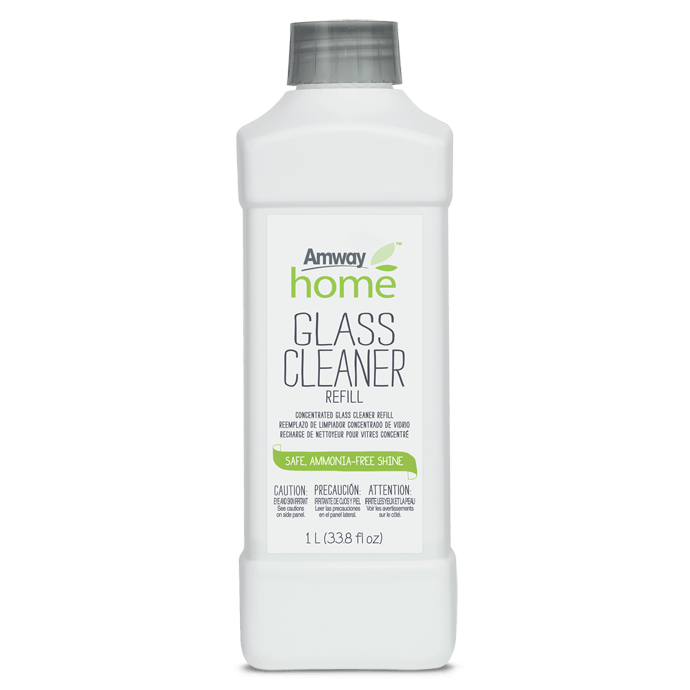 Amway
home™
GLASS
CLEANER
REFILL
CONCENTRATED GLASS CLEANER REFILL
REEMPLAZO DE LIMPIADOR CONCENTRADO DE VIDRIO
RECHARGE DE NETTOYEUR POUR VITRES CONCENTRÉ
SAFE, AMMONIA-FREE SHINE
CAUTION: PRECAUCIÓN: ATTENTION:
EYE AND SKIN IRRITANT IRRITANTE DE OJOS Y PIEL IRRITE LES YEUX ET LA PEAU
See cautions Leer las precauciones Voir les avertissements
on side panel. en el panel lateral. sur le côté.
1 L (33.8 fl oz)